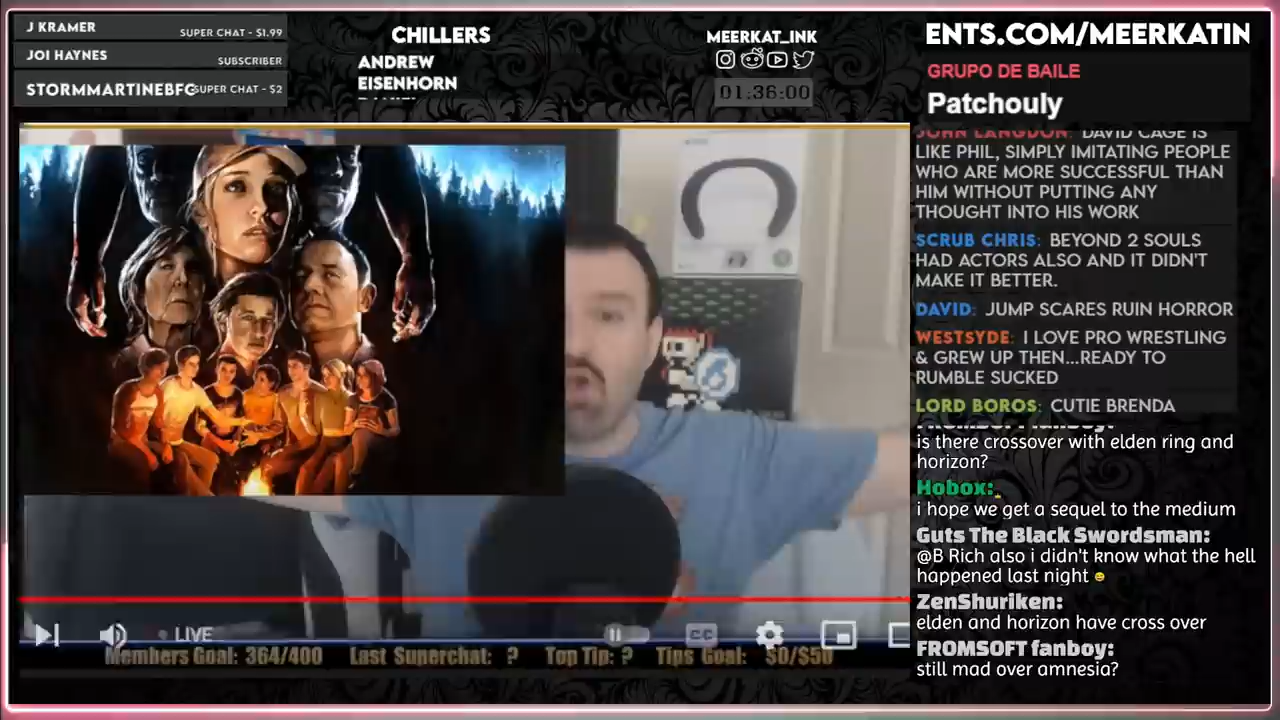 J KRAMER
SUPER CHAT - $1.99
JOI HAYNES
SUBSCRIBER
STORMMARTINEBFG
SUPER CHAT - $2
CHILLERS
ANDREW
EISENHORN
MEERKAT_INK
01:36:00
ENTS.COM/MEERKATIN
GRUPO DE BAILE
Patchouly
JOHN LANGDON: DAVID CAGE IS
LIKE PHIL, SIMPLY IMITATING PEOPLE
WHO ARE MORE SUCCESSFUL THAN
HIM WITHOUT PUTTING ANY
THOUGHT INTO HIS WORK
SCRUB CHRIS: BEYOND 2 SOULS
HAD ACTORS ALSO AND IT DIDN'T
MAKE IT BETTER.
DAVID: JUMP SCARES RUIN HORROR
WESTSYDE: I LOVE PRO WRESTLING
& GREW UP THEN...READY TO
RUMBLE SUCKED
LORD BOROS: CUTIE BRENDA
FROMSOFT fanboy:
is there crossover with elden ring and
horizon?
Hobox:
i hope we get a sequel to the medium
Guts The Black Swordsman:
@B Rich also i didn't know what the hell
happened last night
ZenShuriken:
elden and horizon have cross over
FROMSOFT fanboy:
still mad over amnesia?
LIVE
CC
Members Goal: 364/400 Last Superchat: ? Top Tip: ? Tips Goal: $0/$50